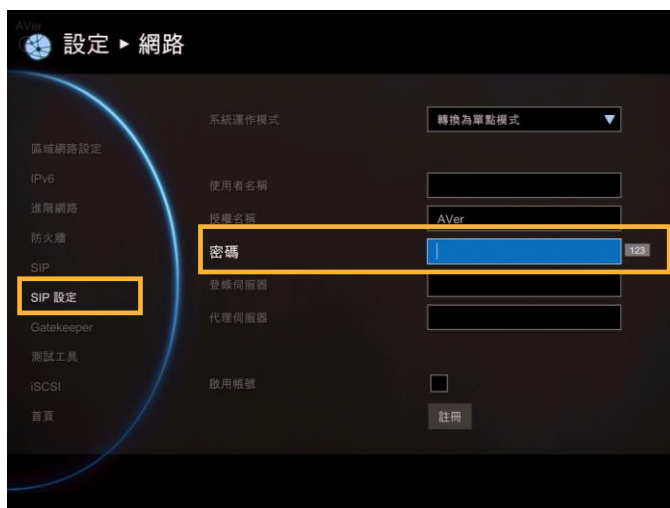 AVer
設定 ▸ 網路
系統運作模式
轉換為單點模式
區域網路設定
IPv6
進階網路
防火牆
SIP
SIP 設定
Gatekeeper
測試工具
iSCSI
首頁
使用者名稱
授權名稱
AVer
密碼
123
登錄伺服器
代理伺服器
啟用帳號
註冊